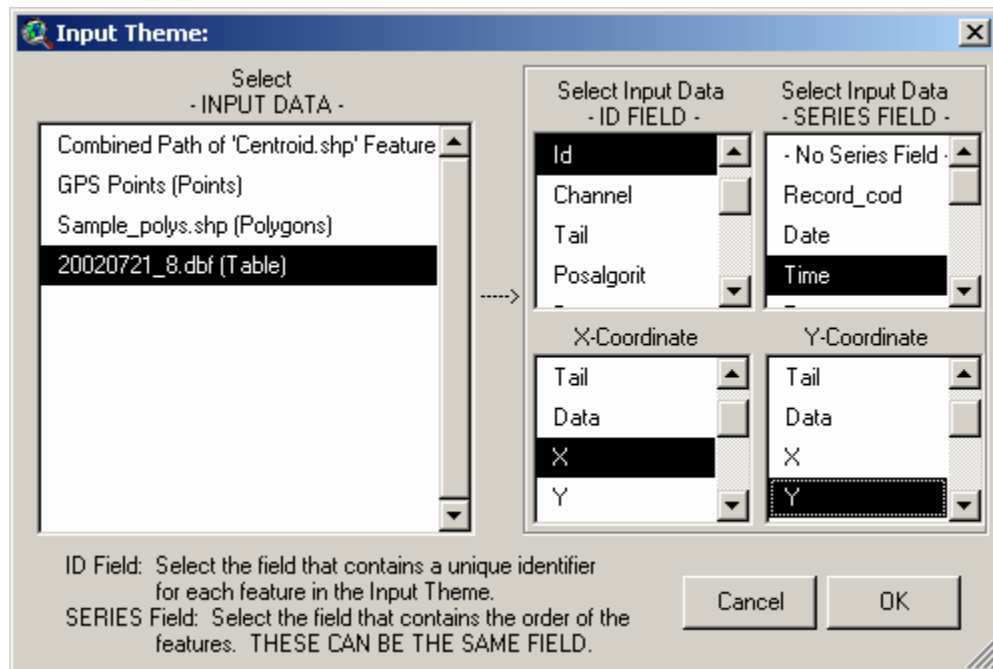 Input Theme:
Select
- INPUT DATA -
Combined Path of 'Centroid.shp' Feature
GPS Points (Points)
Sample_polys.shp (Polygons)
20020721_8.dbf (Table)
---->
Select Input Data
- ID FIELD -
Id
Channel
Tail
Posalgorit
Select Input Data
- SERIES FIELD -
- No Series Field -
Record_cod
Date
Time
X-Coordinate
Tail
Data
X
Y
Y-Coordinate
Tail
Data
X
Y
ID Field: Select the field that contains a unique identifier
for each feature in the Input Theme.
SERIES Field: Select the field that contains the order of the
features. THESE CAN BE THE SAME FIELD.
Cancel
OK